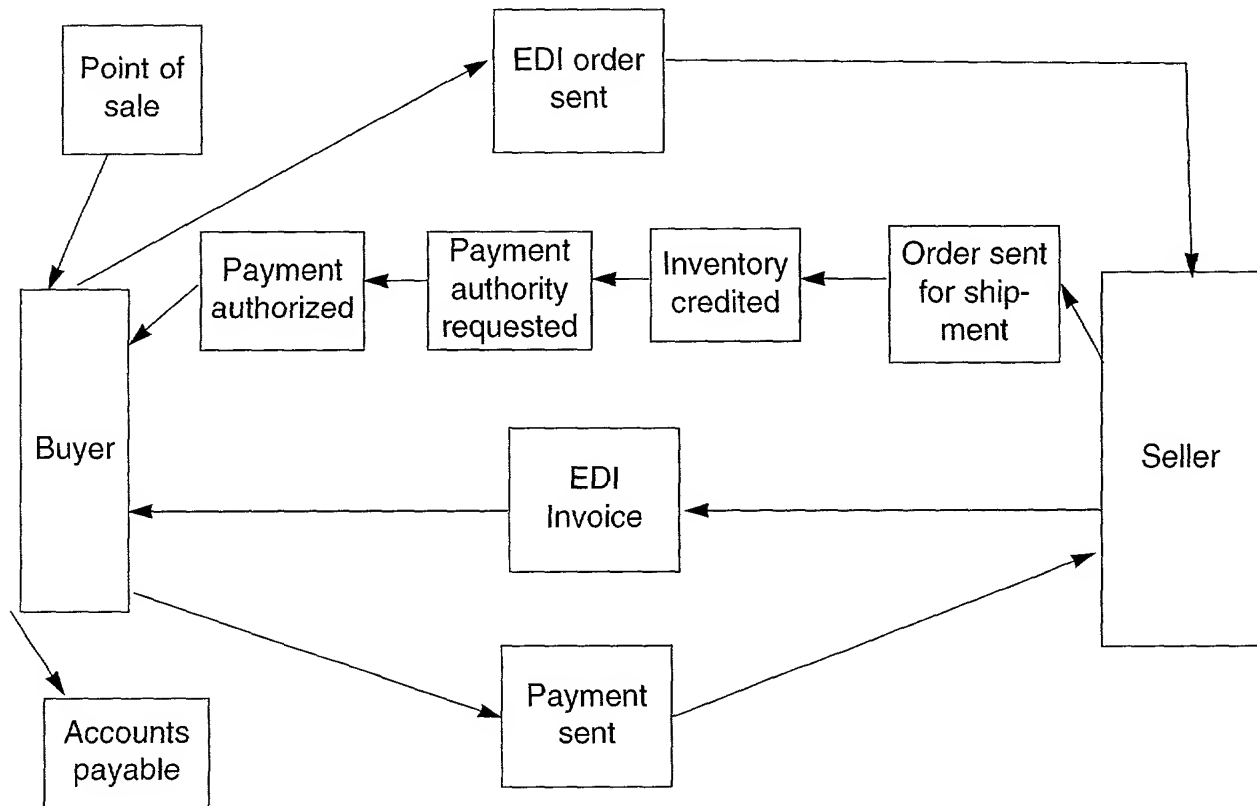 Point of
sale
EDI order
sent
Payment
authorized
Payment
authority
requested
Inventory
credited
Order sent
for ship-
ment
Buyer
EDI
Invoice
Seller
Payment
sent
Accounts
payable